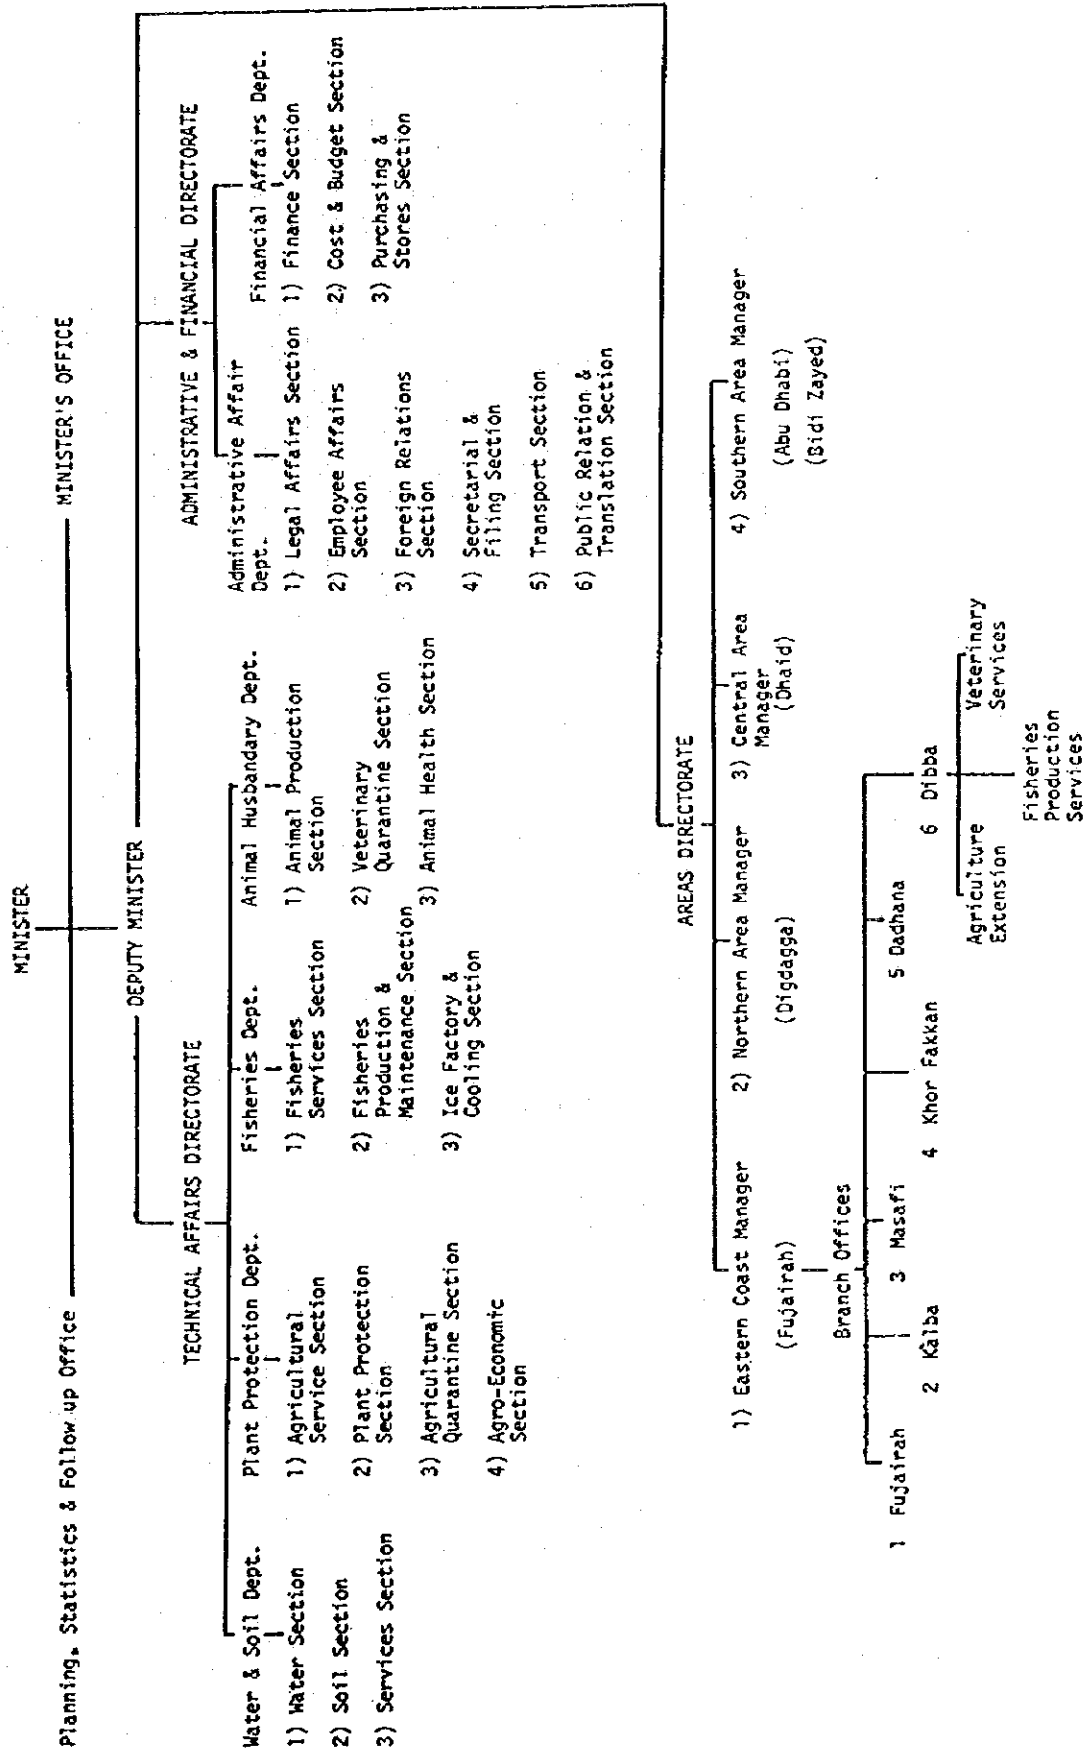 MINISTER
Planning, Statistics & Follow up Office
MINISTER'S OFFICE
DEPUTY MINISTER
TECHNICAL AFFAIRS DIRECTORATE
ADMINISTRATIVE & FINANCIAL DIRECTORATE
Water & Soil Dept.
1) Water Section
2) Soil Section
3) Services Section
Plant Protection Dept.
1) Agricultural
Service Section
2) Plant Protection
Section
3) Agricultural
Quarantine Section
4) Agro-Economic
Section
Fisheries Dept.
1) Fisheries
Services Section
2) Fisheries
Production &
Maintenance Section
3) Ice Factory &
Cooling Section
Animal Husbandary Dept.
1) Animal Production
Section
2) Veterinary
Quarantine Section
3) Animal Health Section
Administrative Affair
Dept.
1) Legal Affairs Section
2) Employee Affairs
Section
3) Foreign Relations
Section
4) Secretarial &
Filing Section
5) Transport Section
6) Public Relation &
Translation Section
Financial Affairs Dept.
1) Finance Section
2) Cost & Budget Section
3) Purchasing &
Stores Section
AREAS DIRECTORATE
1) Eastern Coast Manager
(Fujairah)
2) Northern Area Manager
(Digdagga)
3) Central Area
Manager
(Dhaid)
4) Southern Area Manager
(Abu Dhabi)
(Bidi Zayed)
Branch Offices
1 Fujairah
2 Kalba
3 Masafi
4 Khor Fakkan
5 Dadhana
6 Dibba
Agriculture
Extension
Veterinary
Services
Fisheries
Production
Services